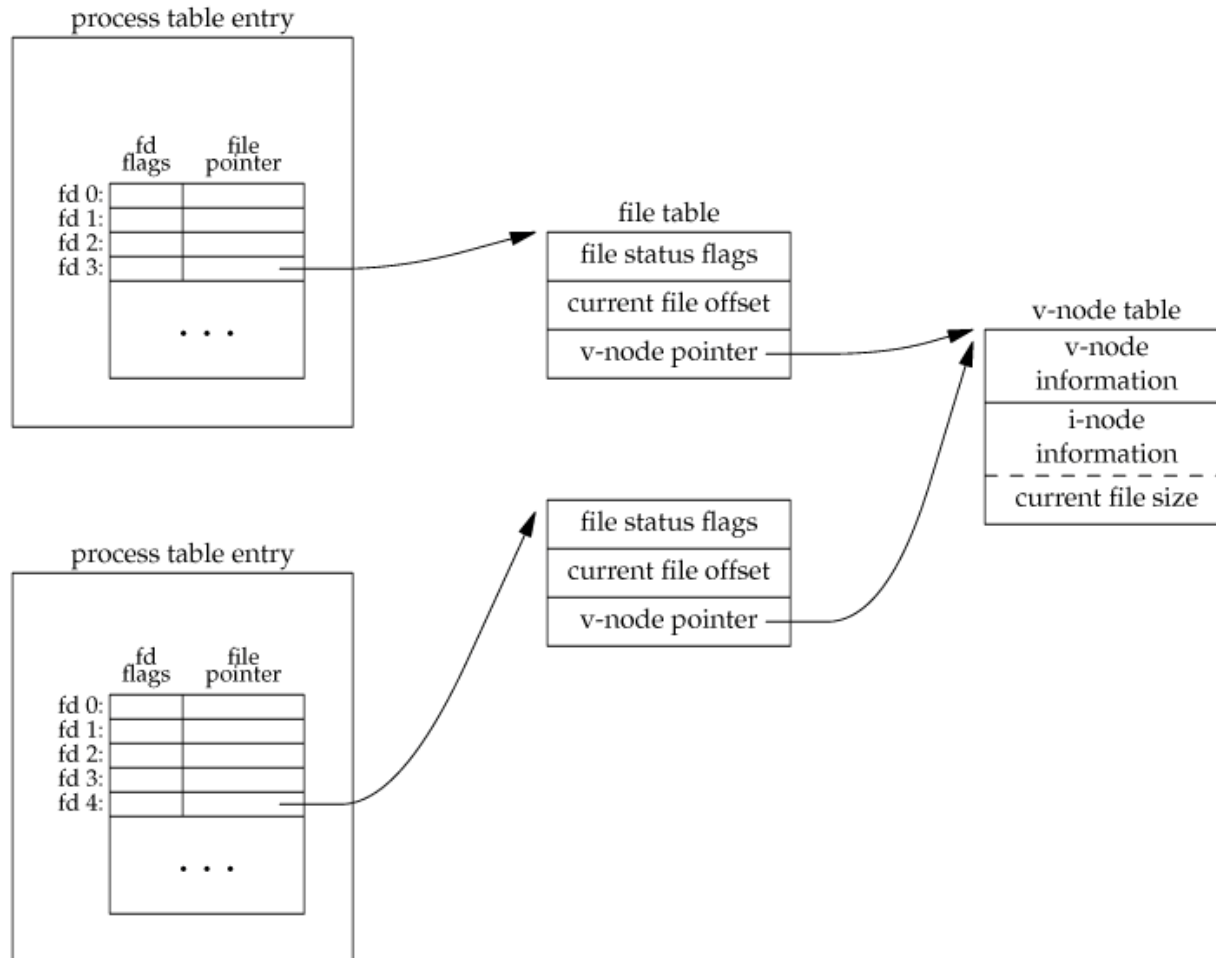 process table entry
fd file
flags pointer
fd 0:
fd 1:
fd 2:
fd 3:
. . .
file table
file status flags
current file offset
v-node pointer
v-node table
v-node
information
i-node
information
current file size
file status flags
current file offset
v-node pointer
process table entry
fd file
flags pointer
fd 0:
fd 1:
fd 2:
fd 3:
fd 4:
. . .